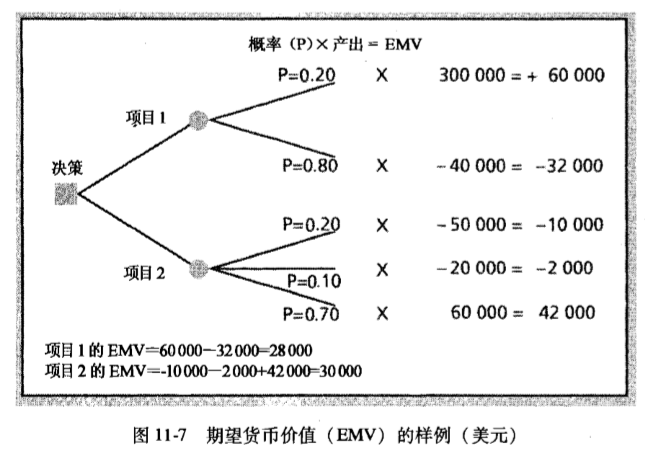 概率（P）× 产出 = EMV
P=0.20 X 300 000 = + 60 000
项目 1
P=0.80 X －40 000 = －32 000
决策
P=0.20 X －50 000 = －10 000
项目 2
P=0.10 X －20 000 = －2 000
P=0.70 X 60 000 = 42 000
项目 1 的 EMV=60 000－32 000=28 000
项目 2 的 EMV=-10 000－2 000+42 000=30 000
图 11-7 期望货币价值（EMV）的样例（美元）